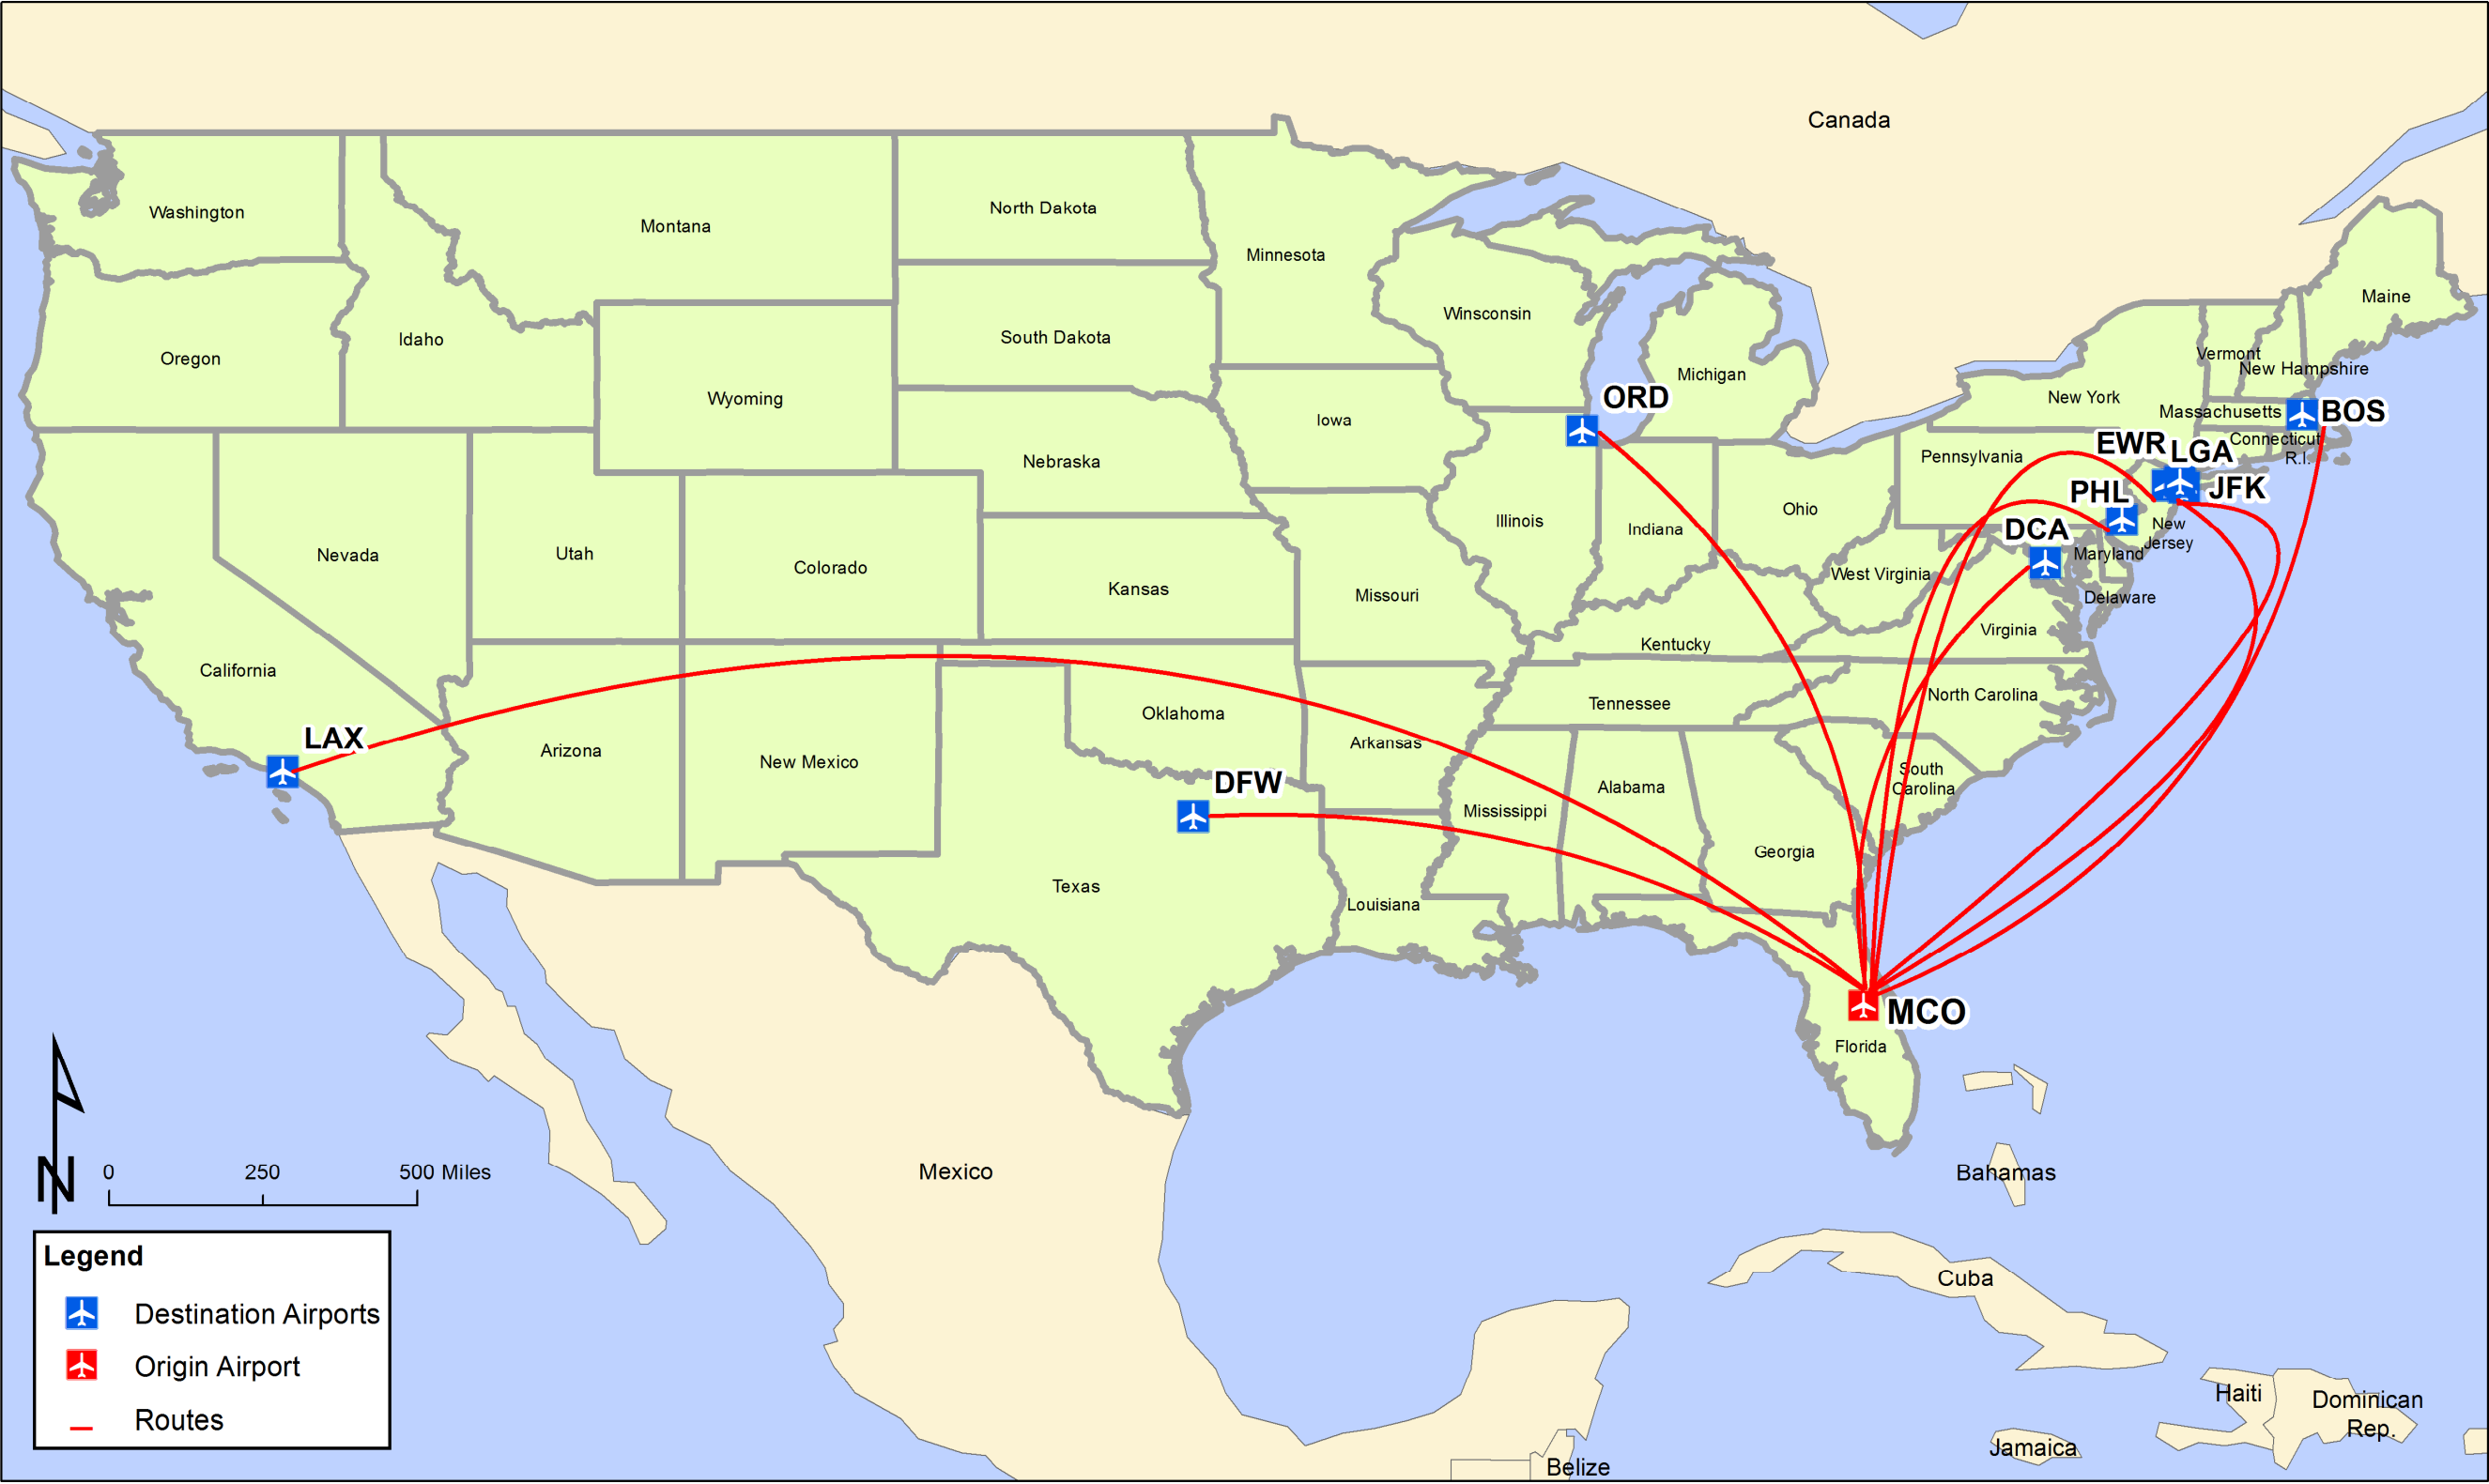 Canada
Washington
Montana
North Dakota
Minnesota
Maine
Winsconsin
South Dakota
Idaho
Oregon
Vermont
New Hampshire
Michigan
Wyoming
New York
ORD
Massachusetts
BOS
Iowa
Connecticut
EWR
LGA
R.I.
Pennsylvania
Nebraska
JFK
PHL
Ohio
Illinois
Indiana
DCA
New
Jersey
Maryland
Nevada
Utah
Colorado
West Virginia
Kansas
Missouri
Delaware
Virginia
Kentucky
California
North Carolina
Tennessee
Oklahoma
LAX
Arizona
Arkansas
New Mexico
South
Carolina
DFW
Alabama
Mississippi
Georgia
Texas
Louisiana
MCO
Florida
N
0 250 500 Miles
Mexico
Bahamas
Legend
Destination Airports
Origin Airport
Routes
Cuba
Haiti
Dominican
Rep.
Jamaica
Belize